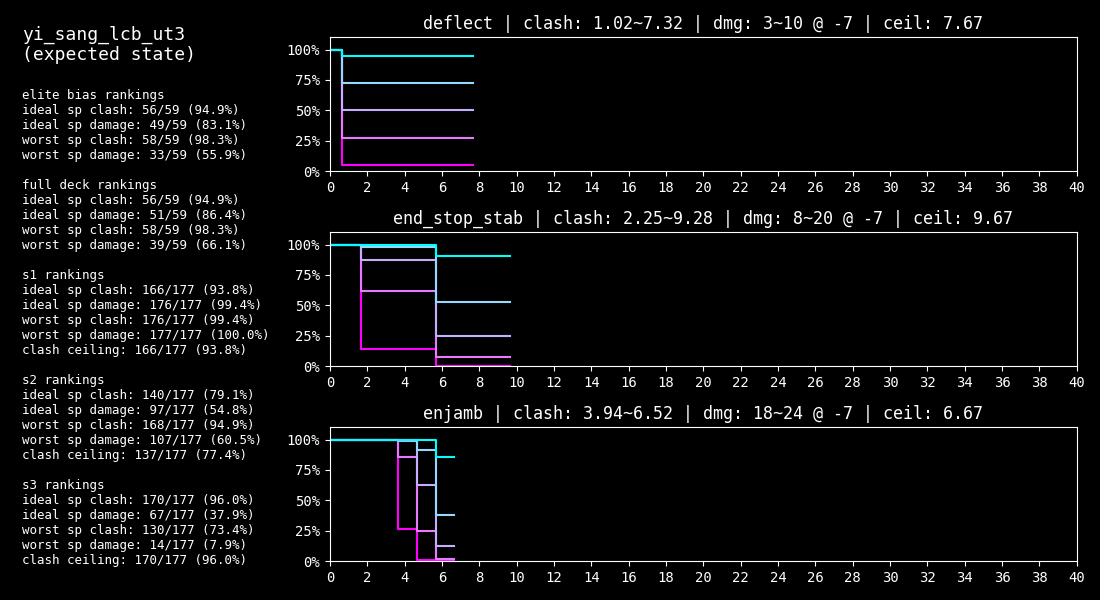 yi_sang_lcb_ut3
(expected state)
elite bias rankings
ideal sp clash: 56/59 (94.9%)
ideal sp damage: 49/59 (83.1%)
worst sp clash: 58/59 (98.3%)
worst sp damage: 33/59 (55.9%)
full deck rankings
ideal sp clash: 56/59 (94.9%)
ideal sp damage: 51/59 (86.4%)
worst sp clash: 58/59 (98.3%)
worst sp damage: 39/59 (66.1%)
s1 rankings
ideal sp clash: 166/177 (93.8%)
ideal sp damage: 176/177 (99.4%)
worst sp clash: 176/177 (99.4%)
worst sp damage: 177/177 (100.0%)
clash ceiling: 166/177 (93.8%)
s2 rankings
ideal sp clash: 140/177 (79.1%)
ideal sp damage: 97/177 (54.8%)
worst sp clash: 168/177 (94.9%)
worst sp damage: 107/177 (60.5%)
clash ceiling: 137/177 (77.4%)
s3 rankings
ideal sp clash: 170/177 (96.0%)
ideal sp damage: 67/177 (37.9%)
worst sp clash: 130/177 (73.4%)
worst sp damage: 14/177 (7.9%)
clash ceiling: 170/177 (96.0%)
deflect | clash: 1.02~7.32 | dmg: 3~10 @ -7 | ceil: 7.67
100%
75%
50%
25%
0%
0 2 4 6 8 10 12 14 16 18 20 22 24 26 28 30 32 34 36 38 40
end_stop_stab | clash: 2.25~9.28 | dmg: 8~20 @ -7 | ceil: 9.67
100%
75%
50%
25%
0%
0 2 4 6 8 10 12 14 16 18 20 22 24 26 28 30 32 34 36 38 40
enjamb | clash: 3.94~6.52 | dmg: 18~24 @ -7 | ceil: 6.67
100%
75%
50%
25%
0%
0 2 4 6 8 10 12 14 16 18 20 22 24 26 28 30 32 34 36 38 40